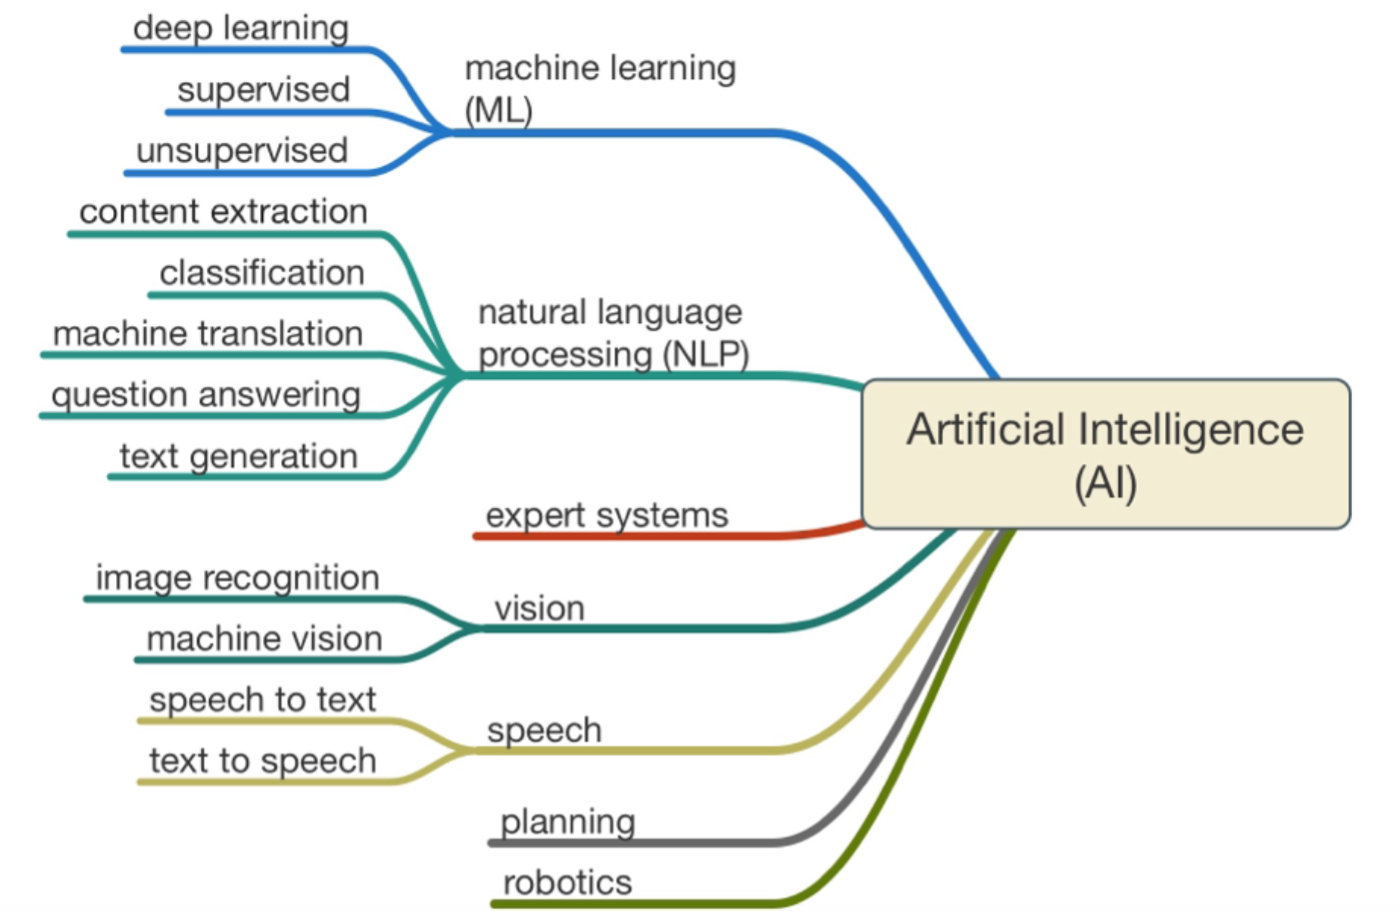 deep learning
supervised
unsupervised
machine learning
(ML)
content extraction
classification
machine translation
question answering
text generation
natural language
processing (NLP)
expert systems
image recognition
machine vision
vision
speech to text
text to speech
speech
planning
robotics
Artificial Intelligence
(AI)